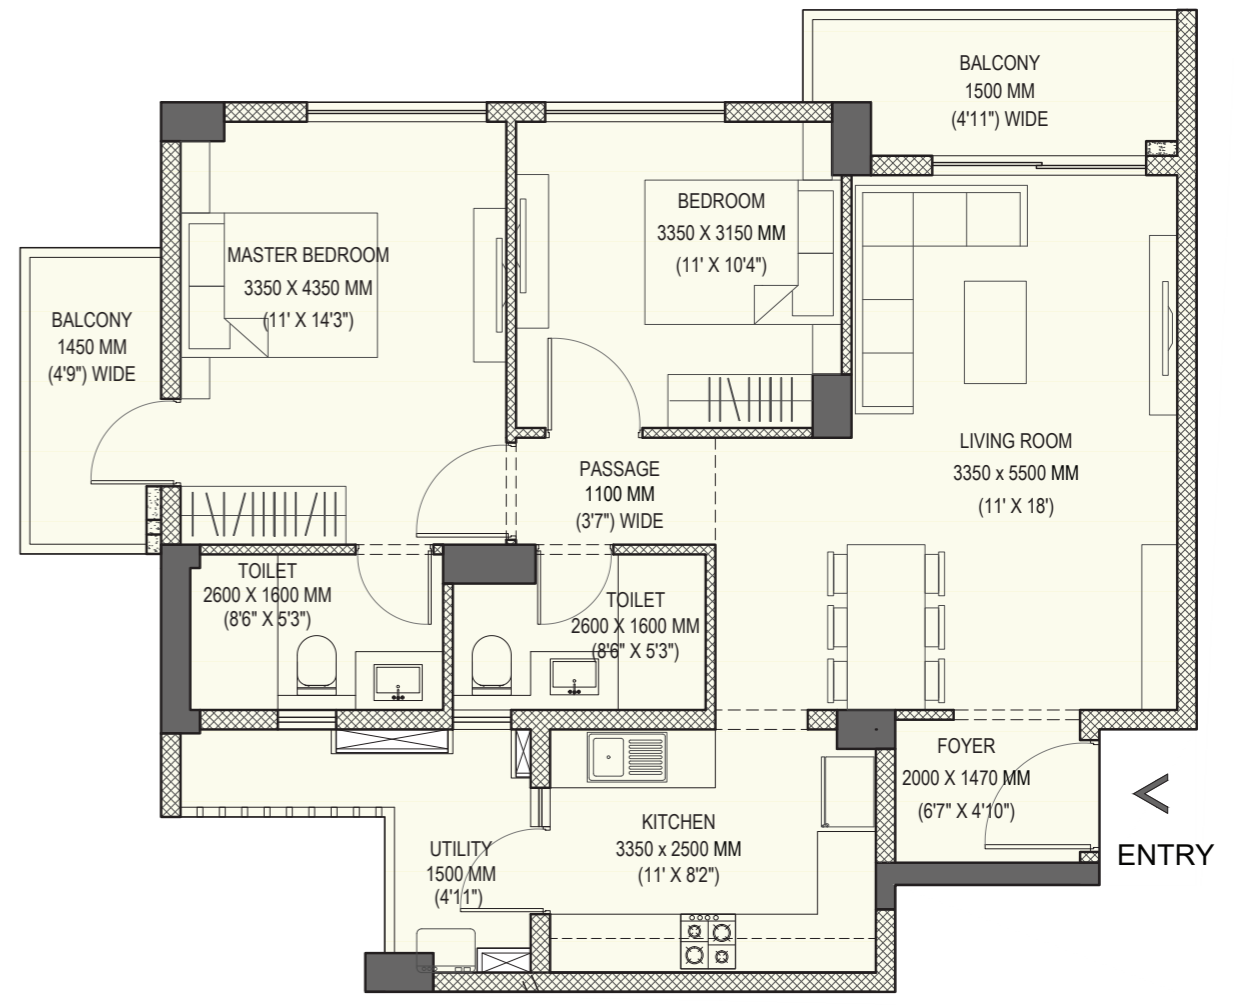 BALCONY
1500 MM
(4'11") WIDE
BEDROOM
3350 X 3150 MM
(11' X 10'4")
MASTER BEDROOM
3350 X 4350 MM
(11' X 14'3")
BALCONY
1450 MM
(4'9") WIDE
LIVING ROOM
3350 x 5500 MM
(11' X 18')
PASSAGE
1100 MM
(3'7") WIDE
TOILET
2600 X 1600 MM
(8'6" X 5'3")
TOILET
2600 X 1600 MM
(8'6" X 5'3")
FOYER
2000 X 1470 MM
(6'7" X 4'10")
ENTRY
KITCHEN
3350 x 2500 MM
(11' X 8'2")
UTILITY
1500 MM
(4'11")